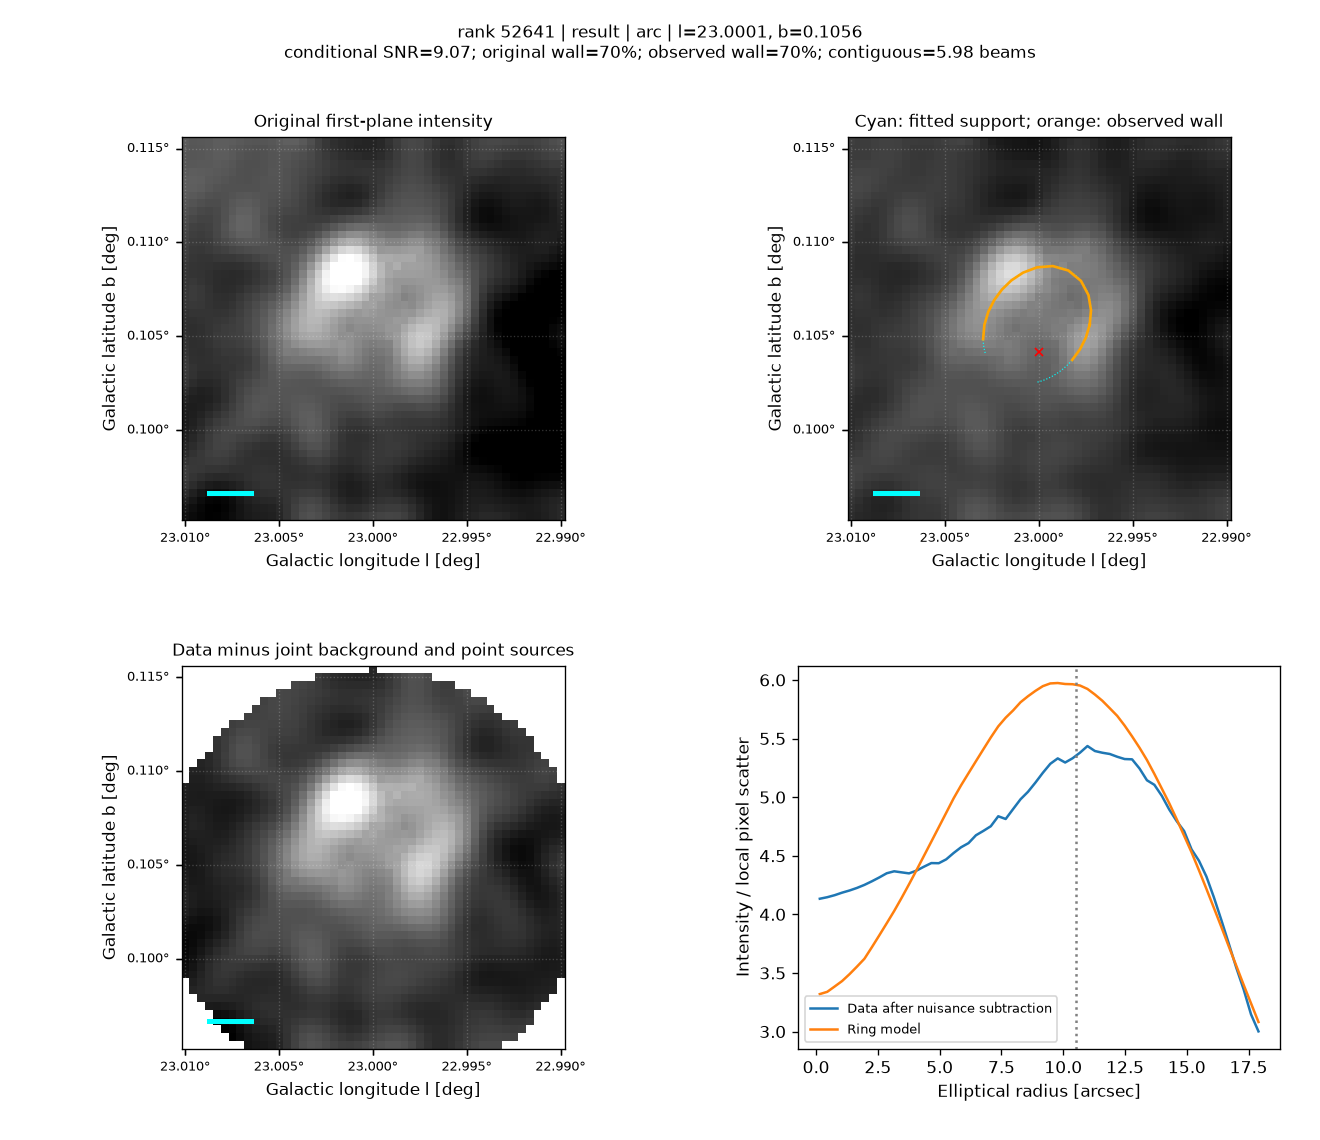 rank 52641 | result | arc | l=23.0001, b=0.1056
conditional SNR=9.07; original wall=70%; observed wall=70%; contiguous=5.98 beams
Original first-plane intensity
0.115°
0.110°
0.105°
0.100°
Galactic latitude b [deg]
23.010° 23.005° 23.000° 22.995° 22.990°
Galactic longitude l [deg]
Cyan: fitted support; orange: observed wall
0.115°
0.110°
0.105°
0.100°
Galactic latitude b [deg]
23.010° 23.005° 23.000° 22.995° 22.990°
Galactic longitude l [deg]
Data minus joint background and point sources
0.115°
0.110°
0.105°
0.100°
Galactic latitude b [deg]
23.010° 23.005° 23.000° 22.995° 22.990°
Galactic longitude l [deg]
6.0
5.5
5.0
4.5
4.0
3.5
3.0
Intensity / local pixel scatter
Data after nuisance subtraction
Ring model
0.0 2.5 5.0 7.5 10.0 12.5 15.0 17.5
Elliptical radius [arcsec]